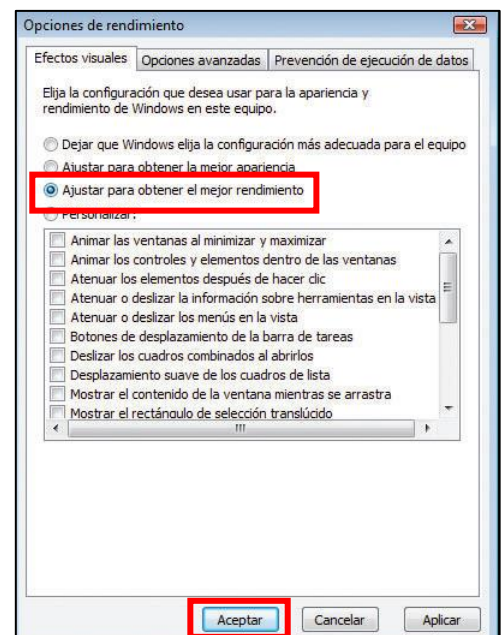 Opciones de rendimiento
Efectos visuales Opciones avanzadas Prevención de ejecución de datos
Elija la configuración que desea usar para la apariencia y
rendimiento de Windows en este equipo.
Dejar que Windows elija la configuración más adecuada para el equipo
Ajustar para obtener la mejor apariencia
Ajustar para obtener el mejor rendimiento
Personalizar:
Animar las ventanas al minimizar y maximizar
Animar los controles y elementos dentro de las ventanas
Atenuar los elementos después de hacer clic
Atenuar o deslizar la información sobre herramientas en la vista
Atenuar o deslizar los menús en la vista
Botones de desplazamiento de la barra de tareas
Deslizar los cuadros combinados al abrirlos
Desplazamiento suave de los cuadros de lista
Mostrar el contenido de la ventana mientras se arrastra
Mostrar el rectángulo de selección translúcido
Aceptar Cancelar Aplicar